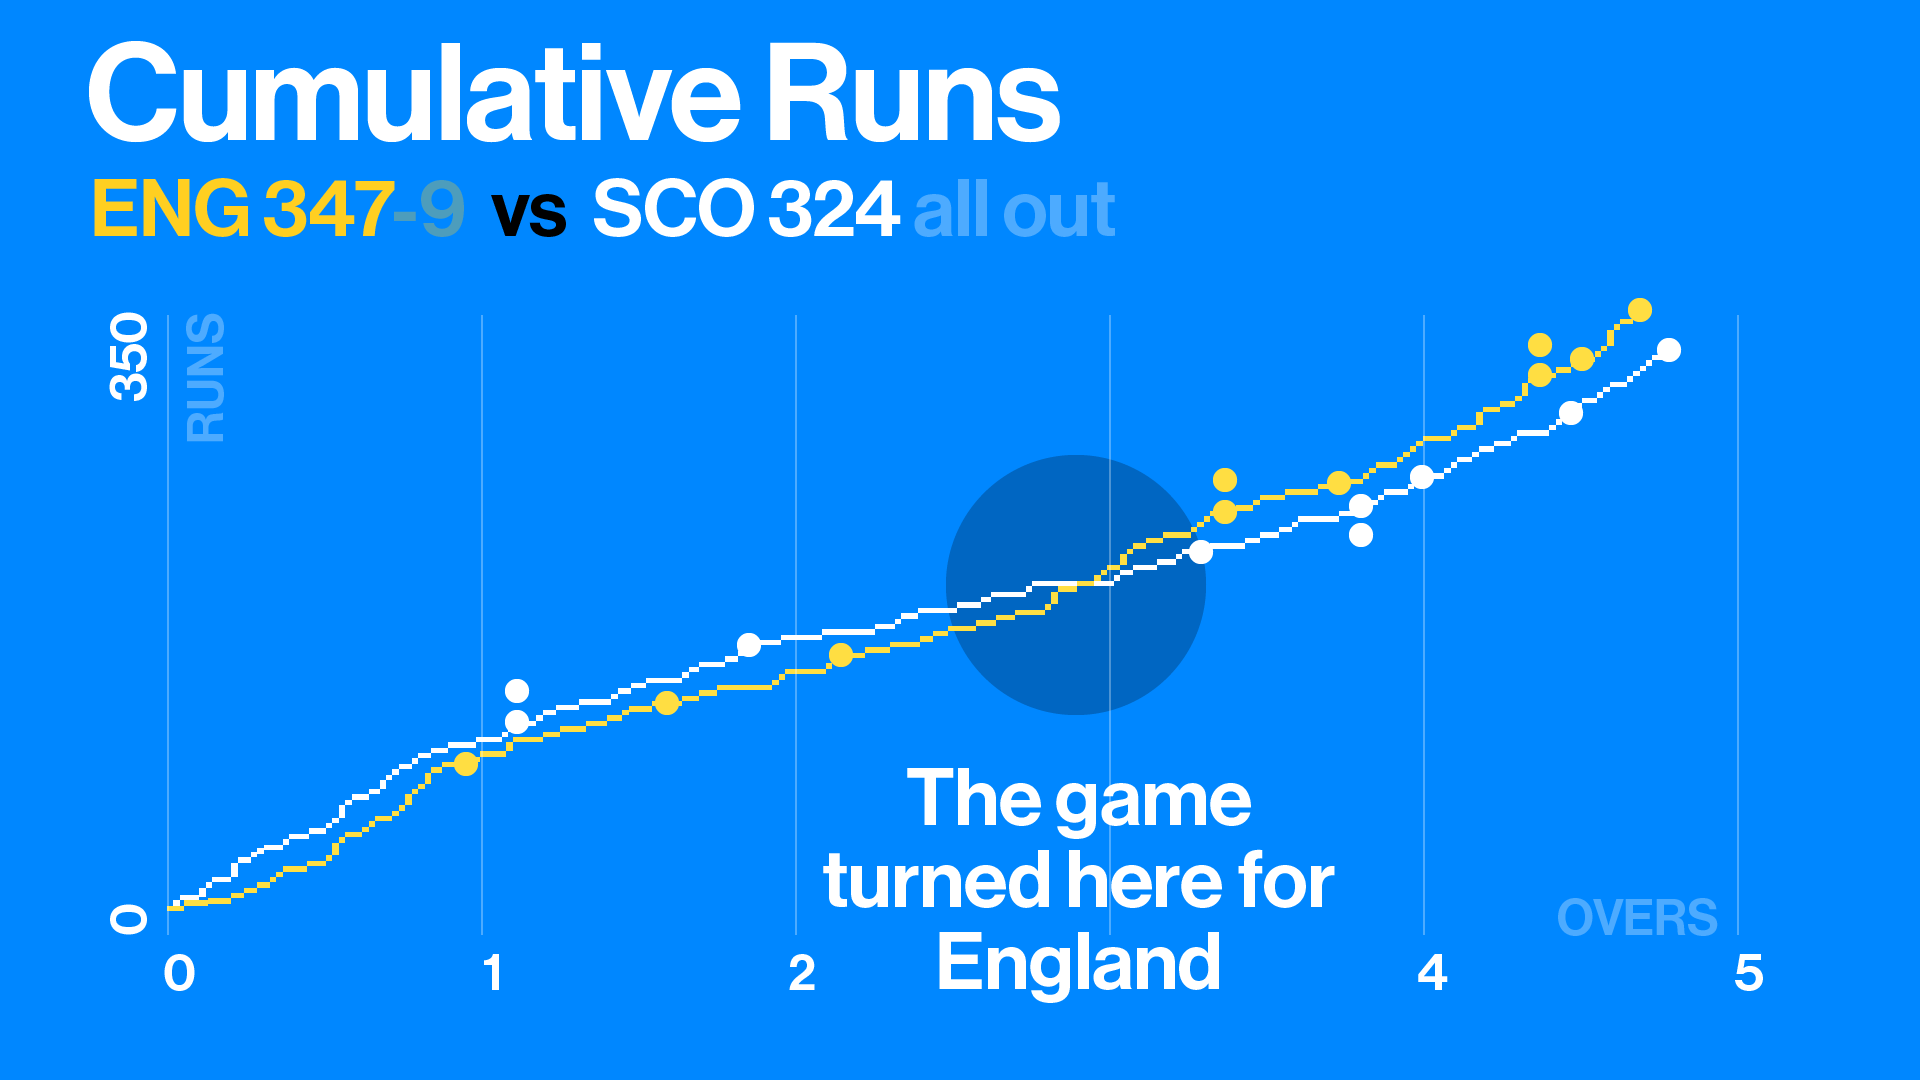 Cumulative Runs
ENG 347-9 vs SCO 324 all out
350
RUNS
The game
turned here for
England
0
OVERS
0 1 2 4 5